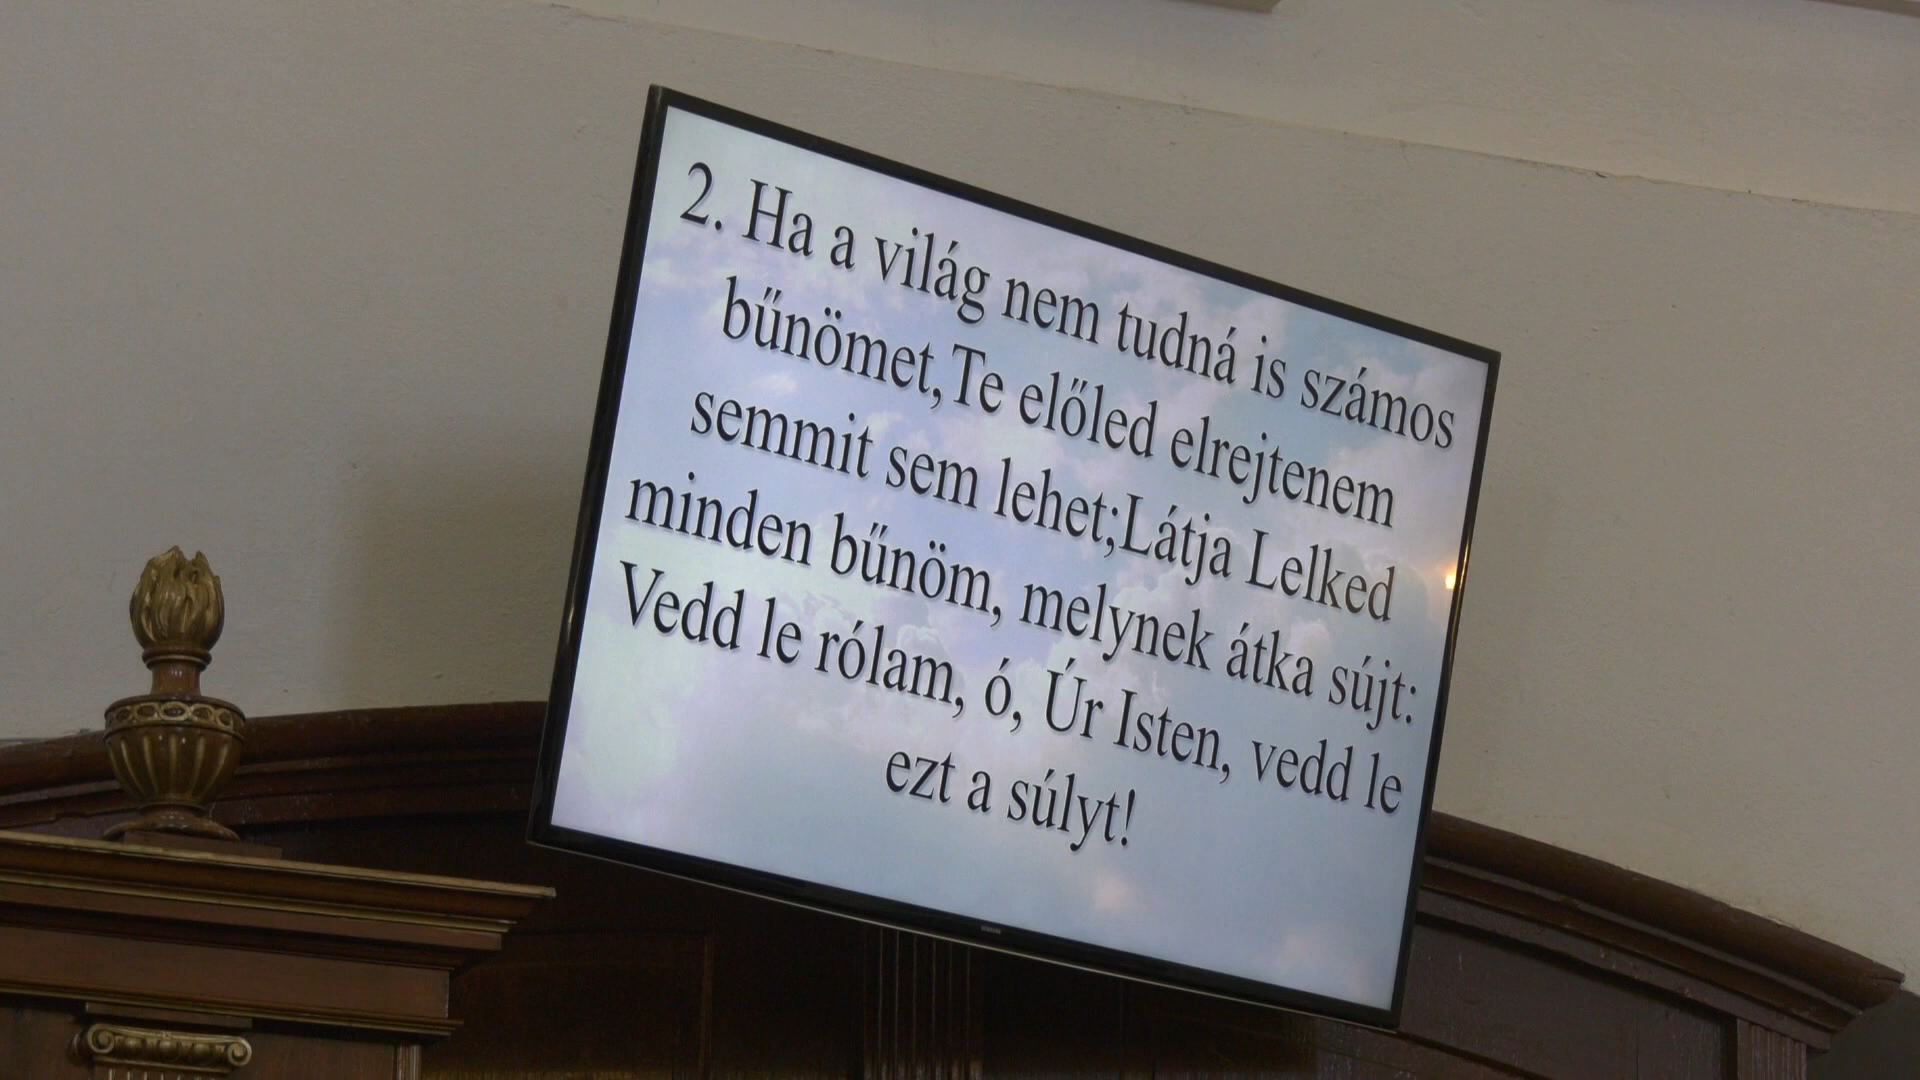 2. Ha a világ nem tudná is számos
bűnömet,Te előled elrejtenem
semmit sem lehet;Látja Lelked
minden bűnöm, melynek átka sújt:
Vedd le rólam, ó, Úr Isten, vedd le
ezt a súlyt!
SAMSUNG